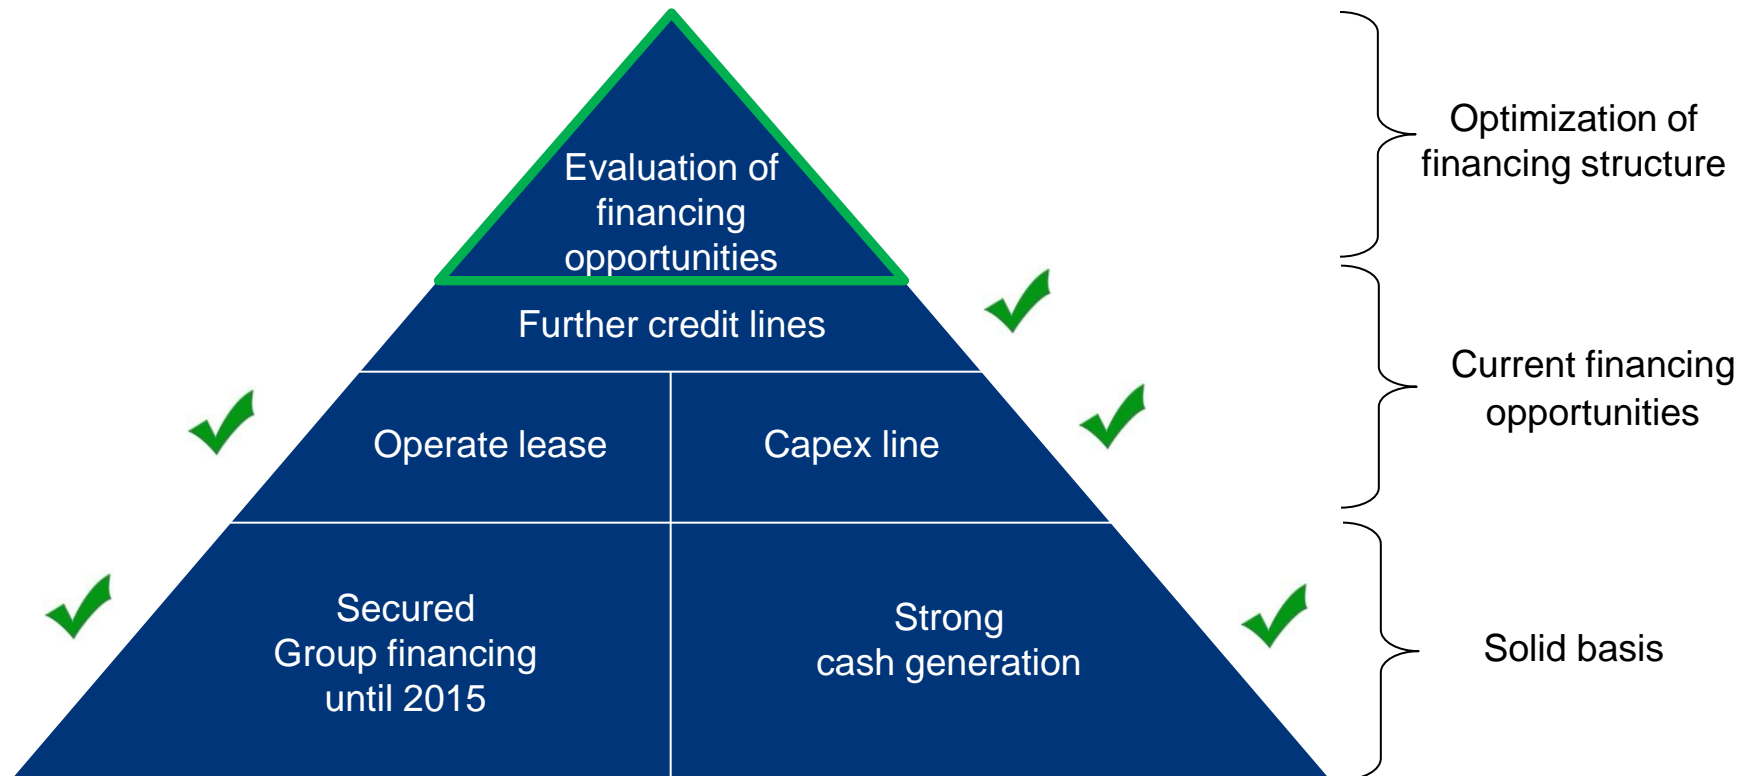 Evaluation of
financing
opportunities
Optimization of
financing structure
Further credit lines
Operate lease
Capex line
Current financing
opportunities
Secured
Group financing
until 2015
Strong
cash generation
Solid basis